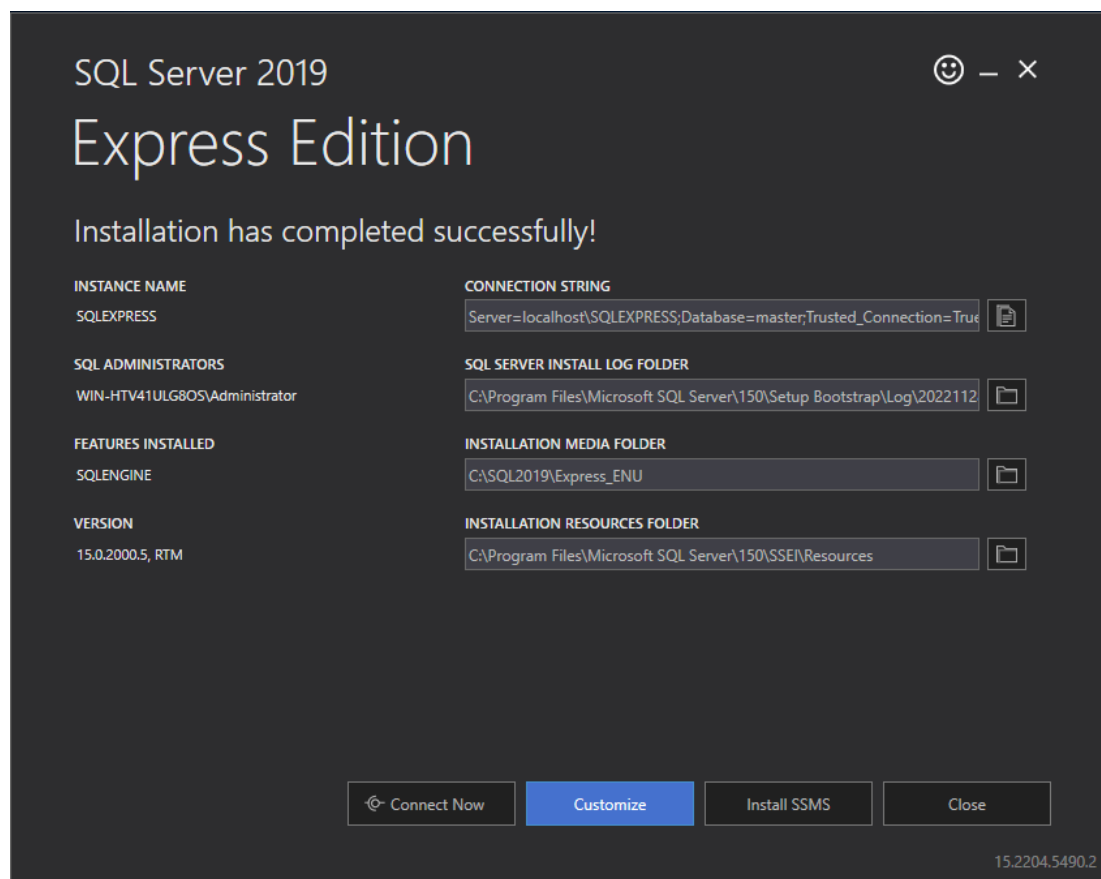 SQL Server 2019
Express Edition
Installation has completed successfully!
INSTANCE NAME
SQLEXPRESS
CONNECTION STRING
Server=localhost\SQLEXPRESS;Database=master;Trusted_Connection=True
SQL ADMINISTRATORS
WIN-HTV41ULG8OS\Administrator
SQL SERVER INSTALL LOG FOLDER
C:\Program Files\Microsoft SQL Server\150\Setup Bootstrap\Log\2022112
FEATURES INSTALLED
SQLENGINE
INSTALLATION MEDIA FOLDER
C:\SQL2019\Express_ENU
VERSION
15.0.2000.5, RTM
INSTALLATION RESOURCES FOLDER
C:\Program Files\Microsoft SQL Server\150\SSEI\Resources
Connect Now
Customize
Install SSMS
Close
15.2204.5490.2